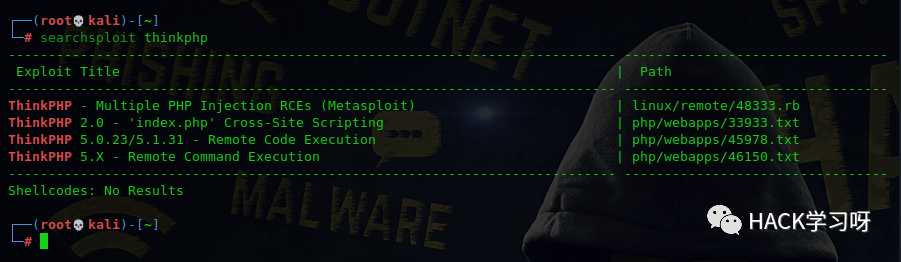 ┌──(root💀kali)-[~]
└─# searchsploit thinkphp
---------------------------------------------------------------------------- ---------------------------------
 Exploit Title | Path
---------------------------------------------------------------------------- ---------------------------------
ThinkPHP - Multiple PHP Injection RCEs (Metasploit) | linux/remote/48333.rb
ThinkPHP 2.0 - 'index.php' Cross-Site Scripting | php/webapps/33933.txt
ThinkPHP 5.0.23/5.1.31 - Remote Code Execution | php/webapps/45978.txt
ThinkPHP 5.X - Remote Command Execution | php/webapps/46150.txt
---------------------------------------------------------------------------- ---------------------------------
Shellcodes: No Results
┌──(root💀kali)-[~]
└─#
PHISHING
BOTNET
MALWARE
HACK学习呀